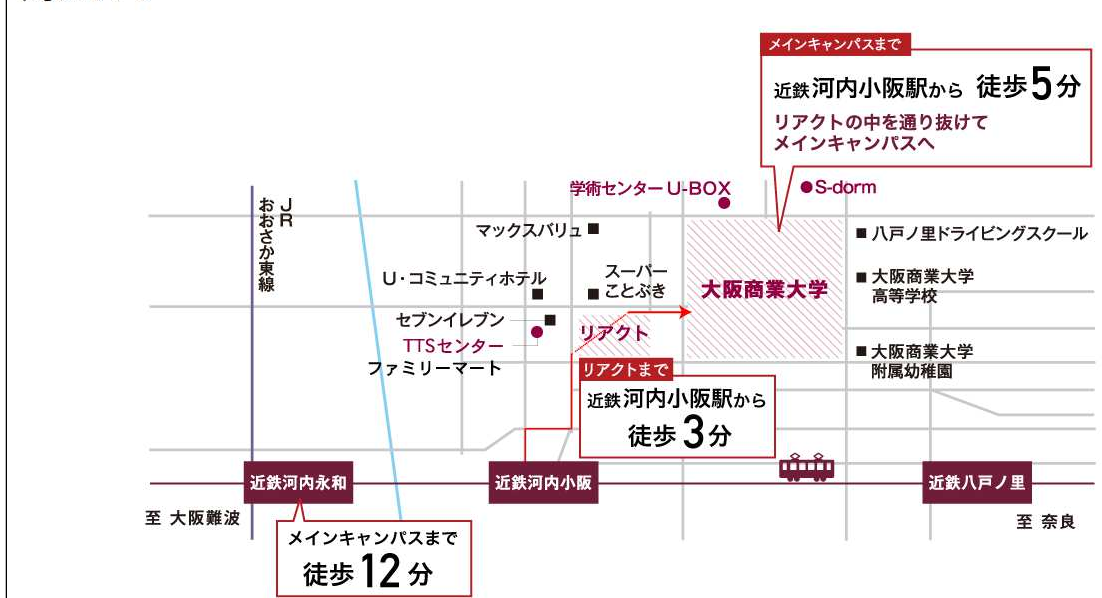 メインキャンパスまで
近鉄河内小阪駅から 徒歩5分
リアクトの中を通り抜けて
メインキャンパスへ
学術センターU-BOX
S-dorm
JR
おおさか東線
マックスバリュ
八戸ノ里ドライビングスクール
U・コミュニティホテル
スーパー
ことぶき
大阪商業大学
大阪商業大学
高等学校
セブンイレブン
リアクト
TTSセンター
ファミリーマート
大阪商業大学
附属幼稚園
リアクトまで
近鉄河内小阪駅から
徒歩3分
近鉄河内永和
近鉄河内小阪
近鉄八戸ノ里
至 大阪難波
至 奈良
メインキャンパスまで
徒歩12分